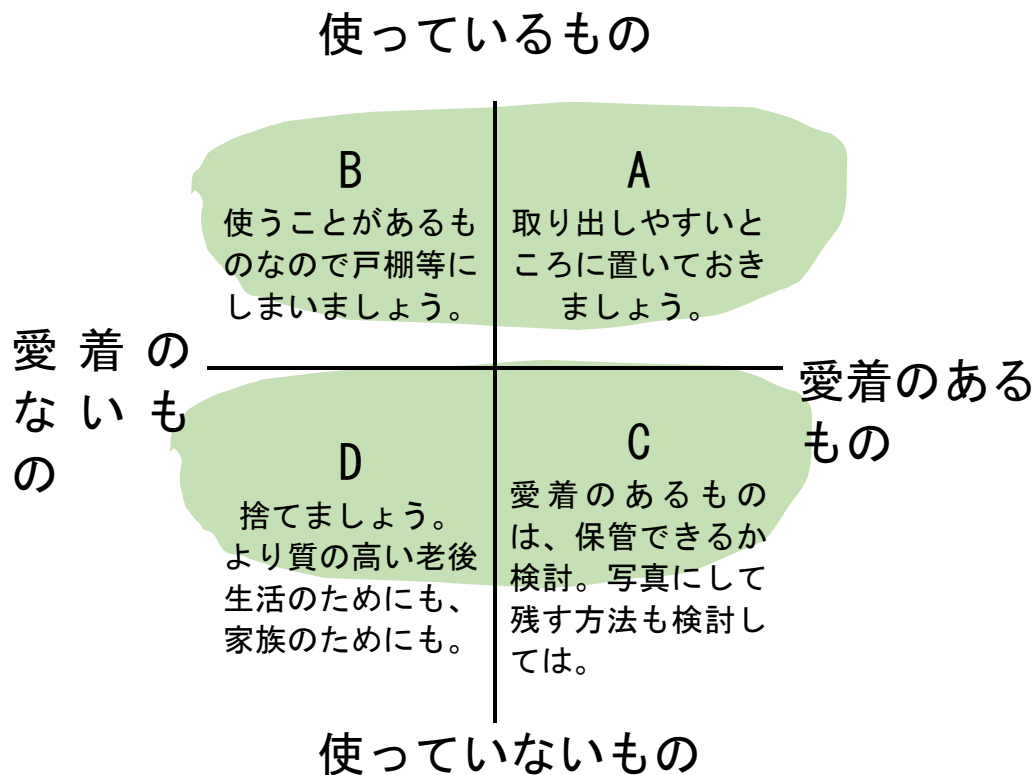 使っているもの
B
使うことがあるも
のなので戸棚等に
しまいましょう。
A
取り出しやすいと
ころに置いておき
ましょう。
愛着の
ないも
の
愛着のある
もの
D
捨てましょう。
より質の高い老後
生活のためにも、
家族のためにも。
C
愛着のあるもの
は、保管できるか
検討。写真にして
残す方法も検討し
ては。
使っていないもの